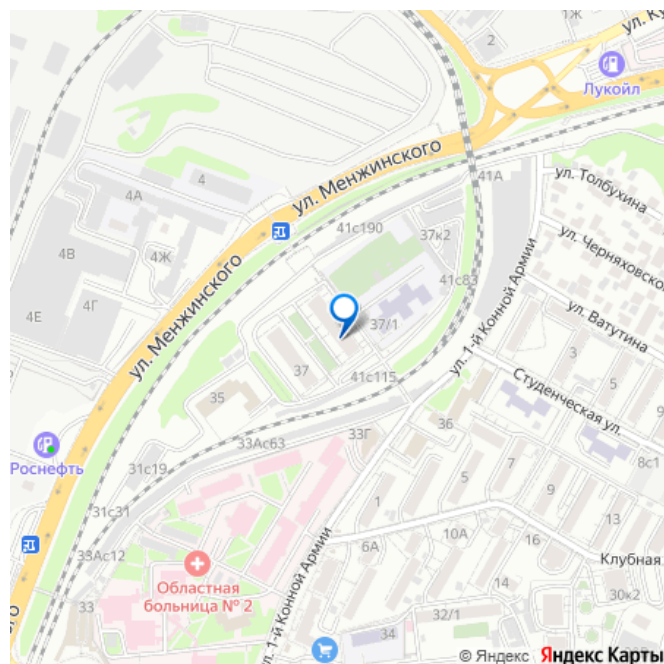 1Ж
2
ул. К
Лукойл
ул. Менжинского
41А
ул. Толбухина
4А
4
41с190
37к2
ул. Черняховского
4В
4Ж
41с83
ул. 1-й Конной Армии
ул. Менжинского
4Г
37/1
ул. Ватутина
4Е
3
37
41с115
Студенческая ул.
5
35
36
33Г
33Ас63
Роснефть
31с19
7
8с1
5
9
31с31
1
13
33Ас12
6А
10А
Клубная
Областная
больница № 2
14
16
30к2
33
32/1
34
ул. 1-й Конной Армии
© Яндекс Яндекс Карты